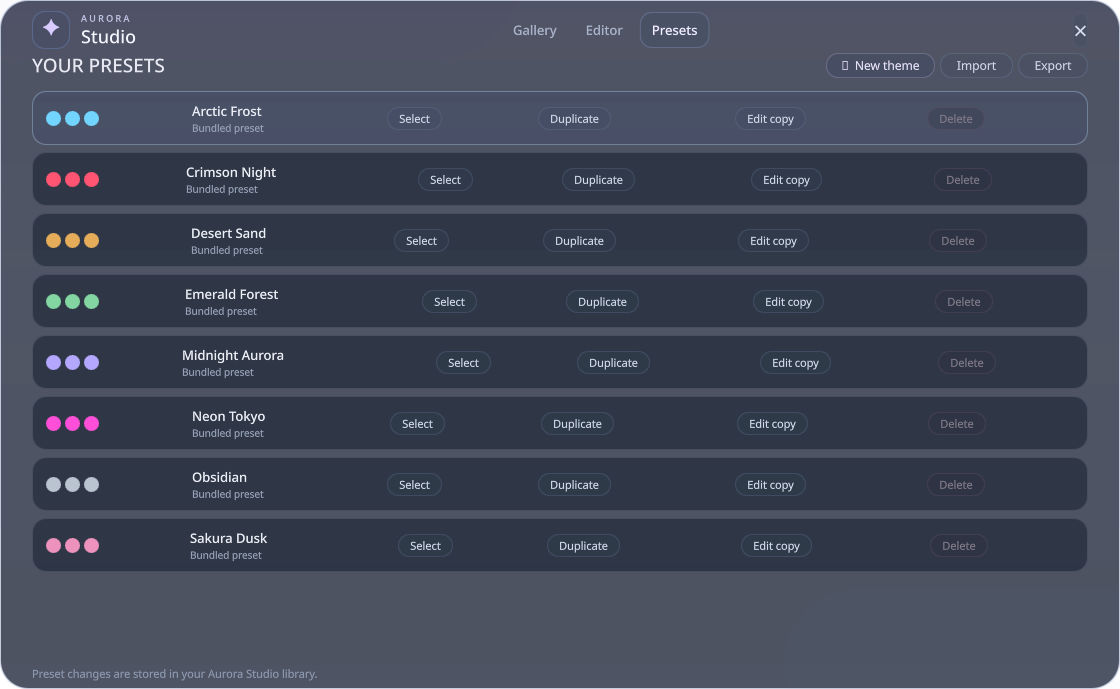 AURORA
Studio
Gallery Editor Presets ✕
YOUR PRESETS
New theme Import Export
Arctic Frost
Bundled preset
Select Duplicate Edit copy Delete
Crimson Night
Bundled preset
Select Duplicate Edit copy Delete
Desert Sand
Bundled preset
Select Duplicate Edit copy Delete
Emerald Forest
Bundled preset
Select Duplicate Edit copy Delete
Midnight Aurora
Bundled preset
Select Duplicate Edit copy Delete
Neon Tokyo
Bundled preset
Select Duplicate Edit copy Delete
Obsidian
Bundled preset
Select Duplicate Edit copy Delete
Sakura Dusk
Bundled preset
Select Duplicate Edit copy Delete
Preset changes are stored in your Aurora Studio library.